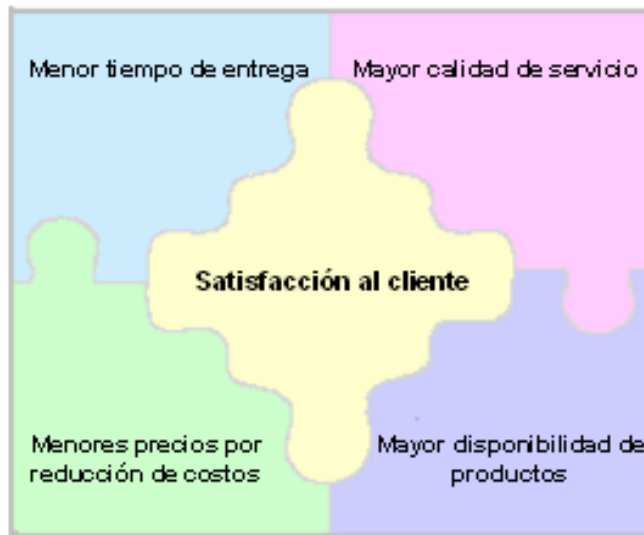 Menor tiempo de entrega
Mayor calidad de servicio
Satisfacción al cliente
Menores precios por
reducción de costos
Mayor disponibilidad de
productos